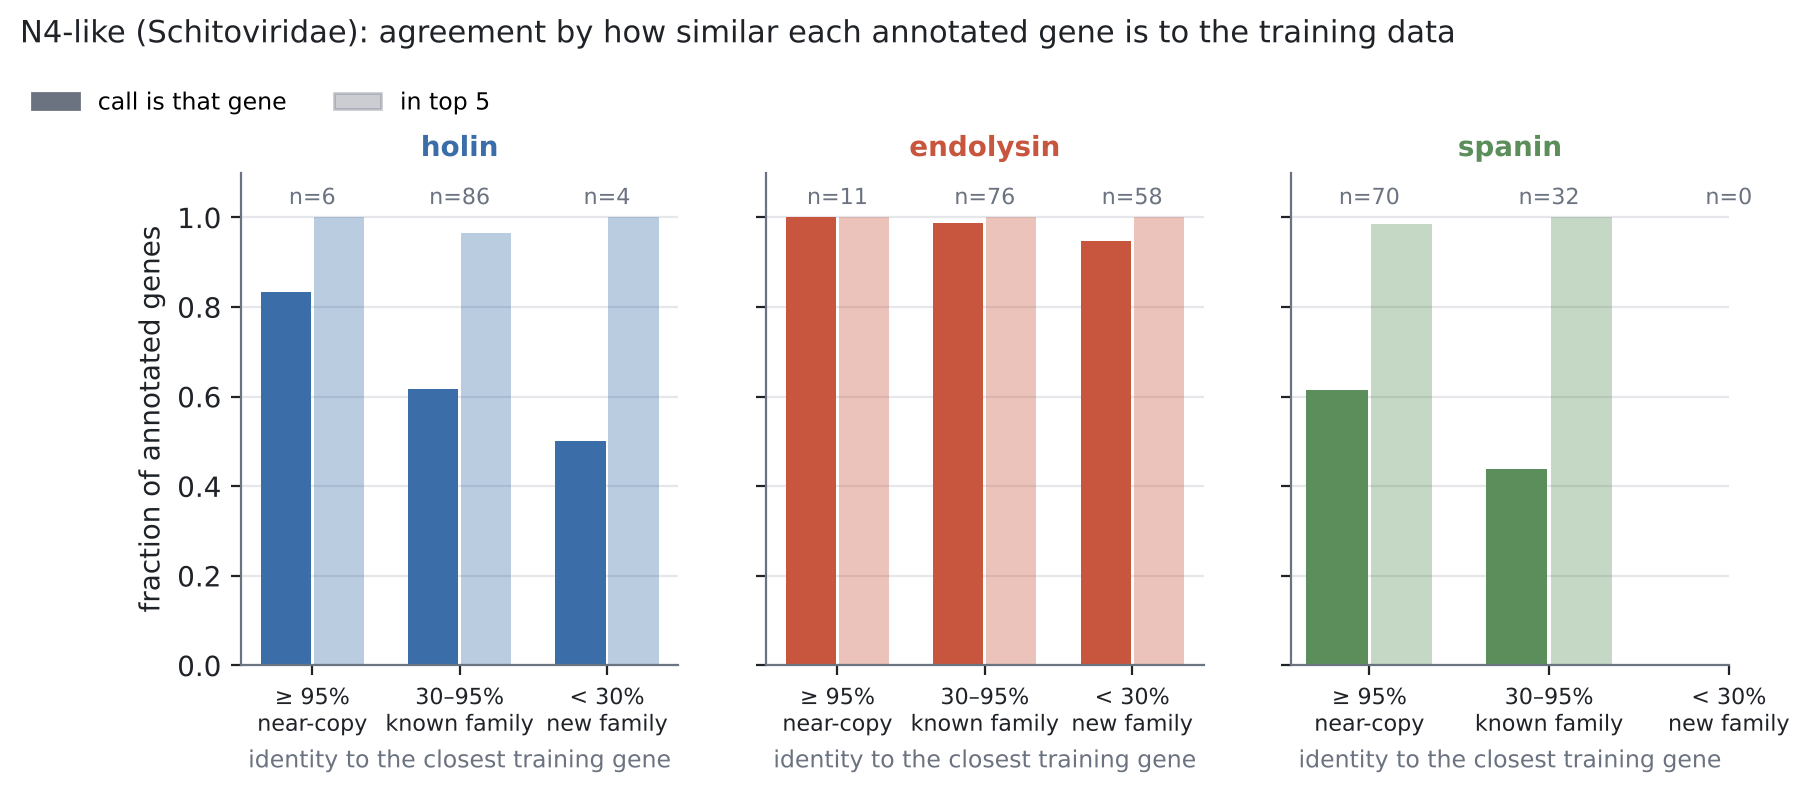 N4-like (Schitoviridae): agreement by how similar each annotated gene is to the training data
call is that gene
in top 5
holin
endolysin
spanin
n=6
n=86
n=4
n=11
n=76
n=58
n=70
n=32
n=0
fraction of annotated genes
1.0
0.8
0.6
0.4
0.2
0.0
≥ 95%
near-copy
30–95%
known family
< 30%
new family
≥ 95%
near-copy
30–95%
known family
< 30%
new family
≥ 95%
near-copy
30–95%
known family
< 30%
new family
identity to the closest training gene
identity to the closest training gene
identity to the closest training gene